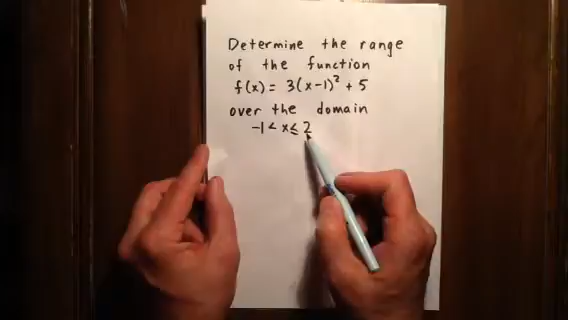 Determine the range
of the function
f(x) = 3(x-1)² + 5
over the domain
-1 < x ≤ 2